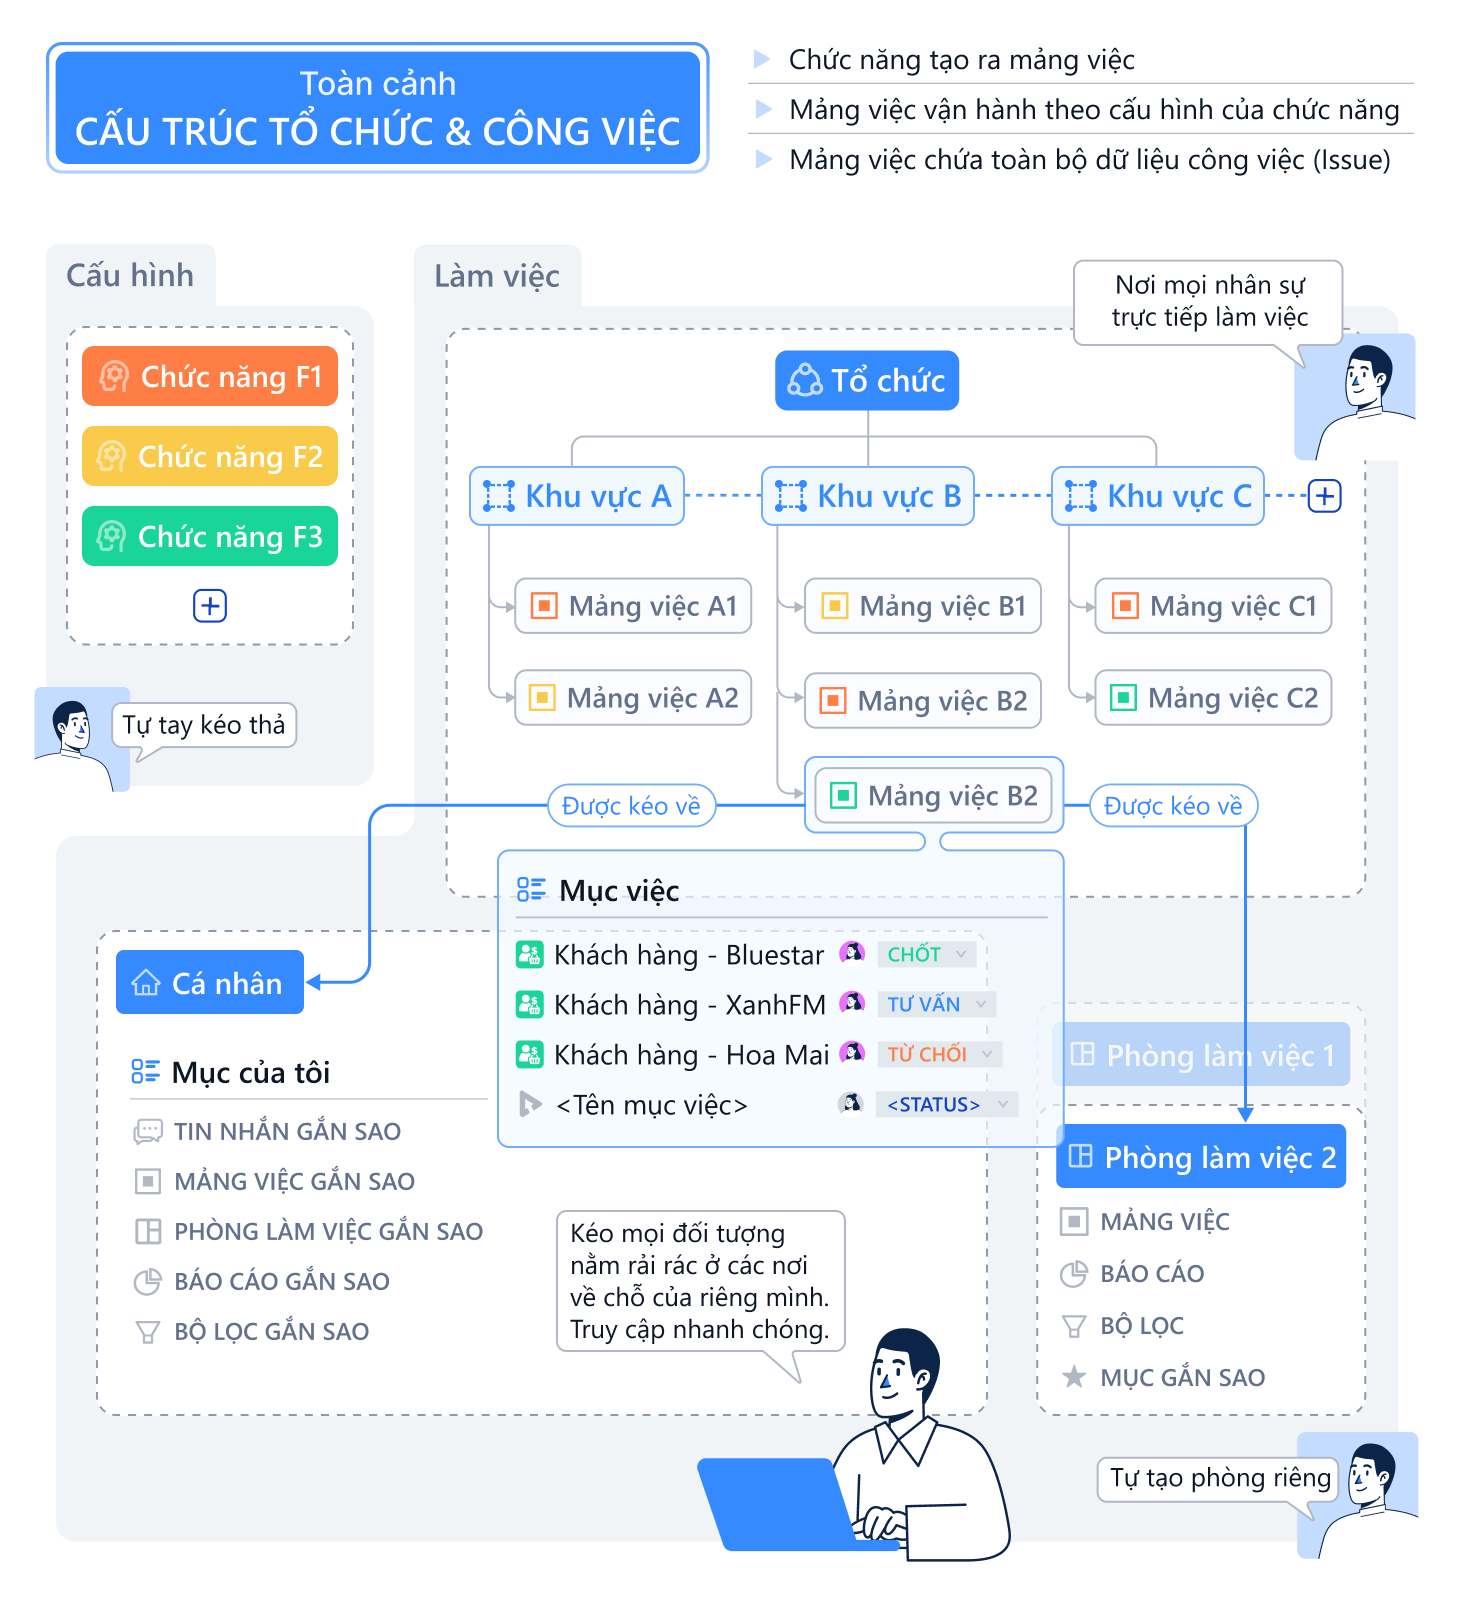 Toàn cảnh
CẤU TRÚC TỔ CHỨC & CÔNG VIỆC
Chức năng tạo ra mảng việc
Mảng việc vận hành theo cấu hình của chức năng
Mảng việc chứa toàn bộ dữ liệu công việc (Issue)
Cấu hình
Chức năng F1
Chức năng F2
Chức năng F3
Tự tay kéo thả
Làm việc
Nơi mọi nhân sự
trực tiếp làm việc
Tổ chức
Khu vực A
Khu vực B
Khu vực C
Mảng việc A1
Mảng việc B1
Mảng việc C1
Mảng việc A2
Mảng việc B2
Mảng việc C2
Được kéo về
Mảng việc B2
Được kéo về
Mục việc
Khách hàng - Bluestar CHỐT
Khách hàng - XanhFM TƯ VẤN
Khách hàng - Hoa Mai TỪ CHỐI
<Tên mục việc> <STATUS>
Cá nhân
Mục của tôi
TIN NHẮN GẮN SAO
MẢNG VIỆC GẮN SAO
PHÒNG LÀM VIỆC GẮN SAO
BÁO CÁO GẮN SAO
BỘ LỌC GẮN SAO
Kéo mọi đối tượng
nằm rải rác ở các nơi
về chỗ của riêng mình.
Truy cập nhanh chóng.
Phòng làm việc 1
Phòng làm việc 2
MẢNG VIỆC
BÁO CÁO
BỘ LỌC
MỤC GẮN SAO
Tự tạo phòng riêng